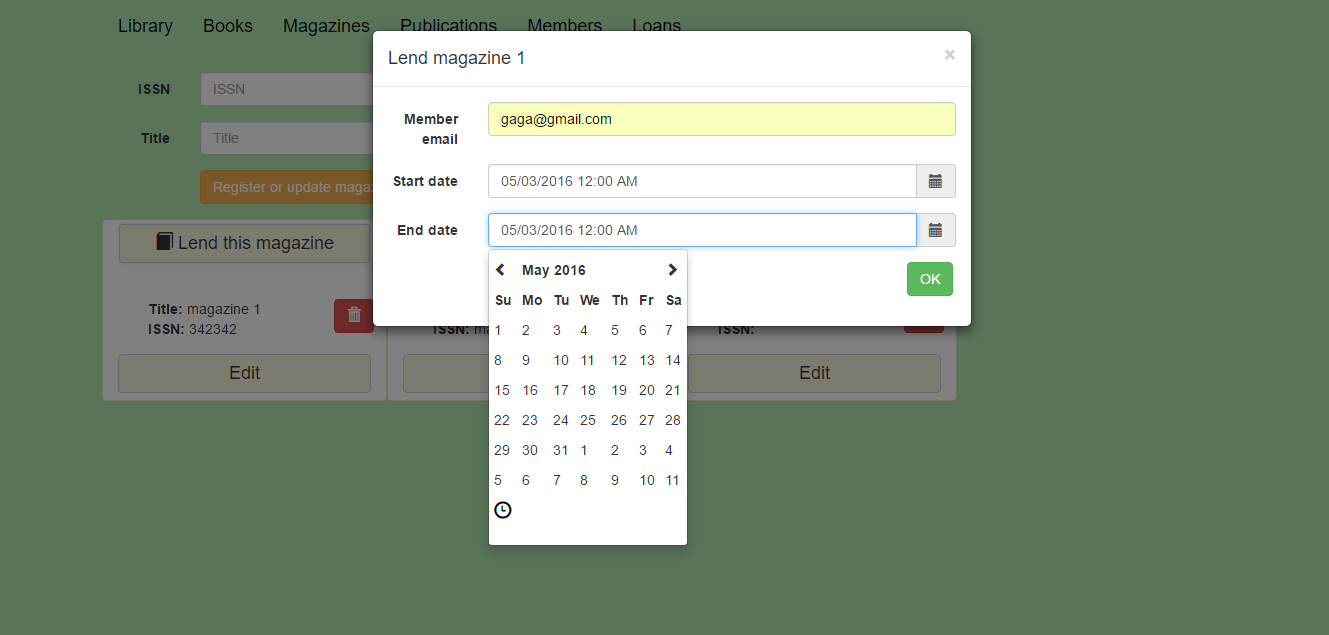 Library Books Magazines Publications Members Loans
Lend magazine 1 ×
ISSN ISSN
Title Title
Register or update
Member email gaga@gmail.com
Start date 05/03/2016 12:00 AM
End date 05/03/2016 12:00 AM
OK
May 2016
Su Mo Tu We Th Fr Sa
1 2 3 4 5 6 7
8 9 10 11 12 13 14
15 16 17 18 19 20 21
22 23 24 25 26 27 28
29 30 31 1 2 3 4
5 6 7 8 9 10 11
Lend this magazine
Title: magazine 1
ISSN: 342342
Edit
ISSN:
ISSN:
Edit